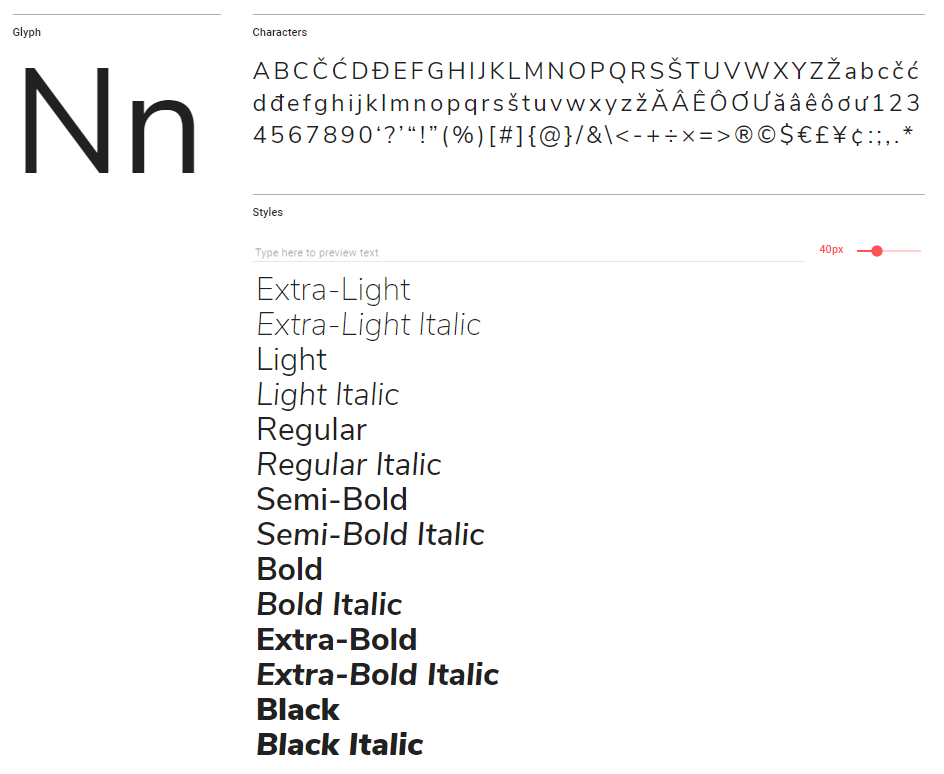 Glyph
Nn
Characters
ABCČĆDĐEFGHIJKLMNOPQRSŠTUVWXYZŽabcčć
dđefghijklmnopqrsštuvwxyzžĂÂÊÔƠƯăâêôơư123
4567890‘?’“!”(%)[#]{@}/&\<-+÷×=>®©$€£¥¢:;,.*
Styles
Type here to preview text
40px
Extra-Light
Extra-Light Italic
Light
Light Italic
Regular
Regular Italic
Semi-Bold
Semi-Bold Italic
Bold
Bold Italic
Extra-Bold
Extra-Bold Italic
Black
Black Italic